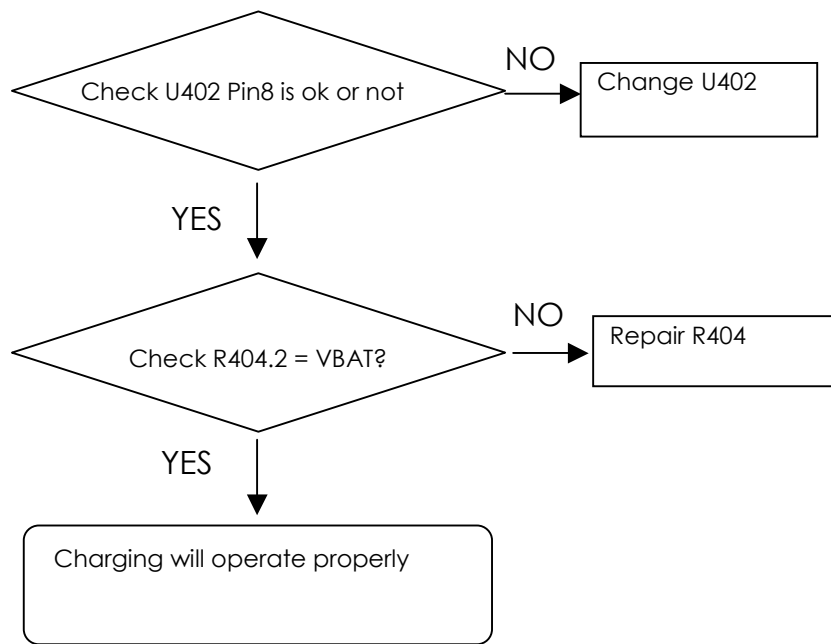 Check U402 Pin8 is ok or not
NO
Change U402
YES
Check R404.2 = VBAT?
NO
Repair R404
YES
Charging will operate properly